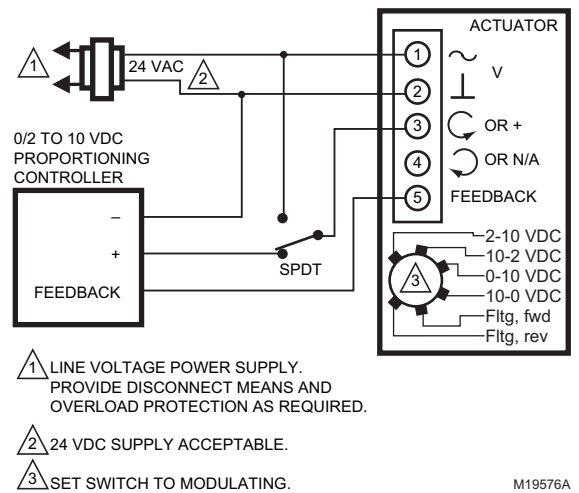 ACTUATOR
1
24 VAC
2
1
V
2
3
OR +
4
OR N/A
5
FEEDBACK
0/2 TO 10 VDC
PROPORTIONING
CONTROLLER
–
+
FEEDBACK
SPDT
3
2-10 VDC
10-2 VDC
0-10 VDC
10-0 VDC
Fltg, fwd
Fltg, rev
1 LINE VOLTAGE POWER SUPPLY.
PROVIDE DISCONNECT MEANS AND
OVERLOAD PROTECTION AS REQUIRED.
2 24 VDC SUPPLY ACCEPTABLE.
3 SET SWITCH TO MODULATING.
M19576A